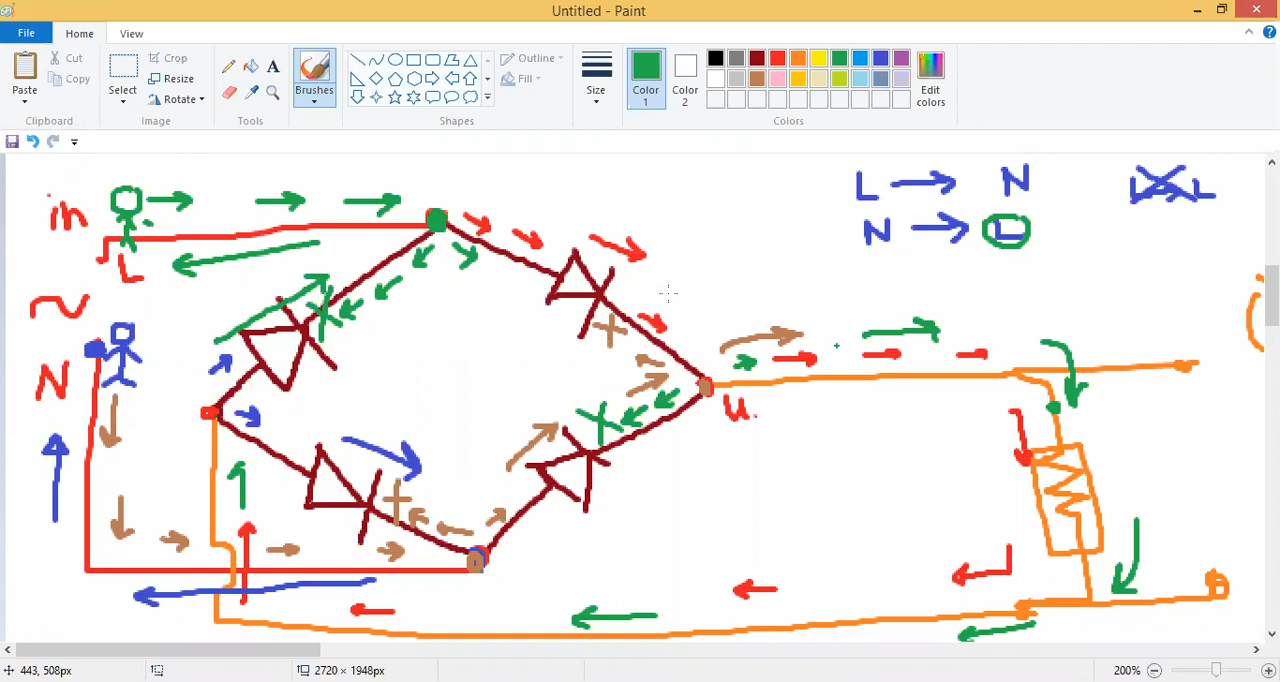 Untitled - Paint
File Home View
Paste
Cut
Copy
Clipboard
Select
Crop
Resize
Rotate
Image
A
Tools
Brushes
Outline
Fill
Shapes
Size
Color 1
Color 2
Edit colors
Colors
in
L
N
L → N
N → L
L
u.
443, 508px
2720 × 1948px
200%